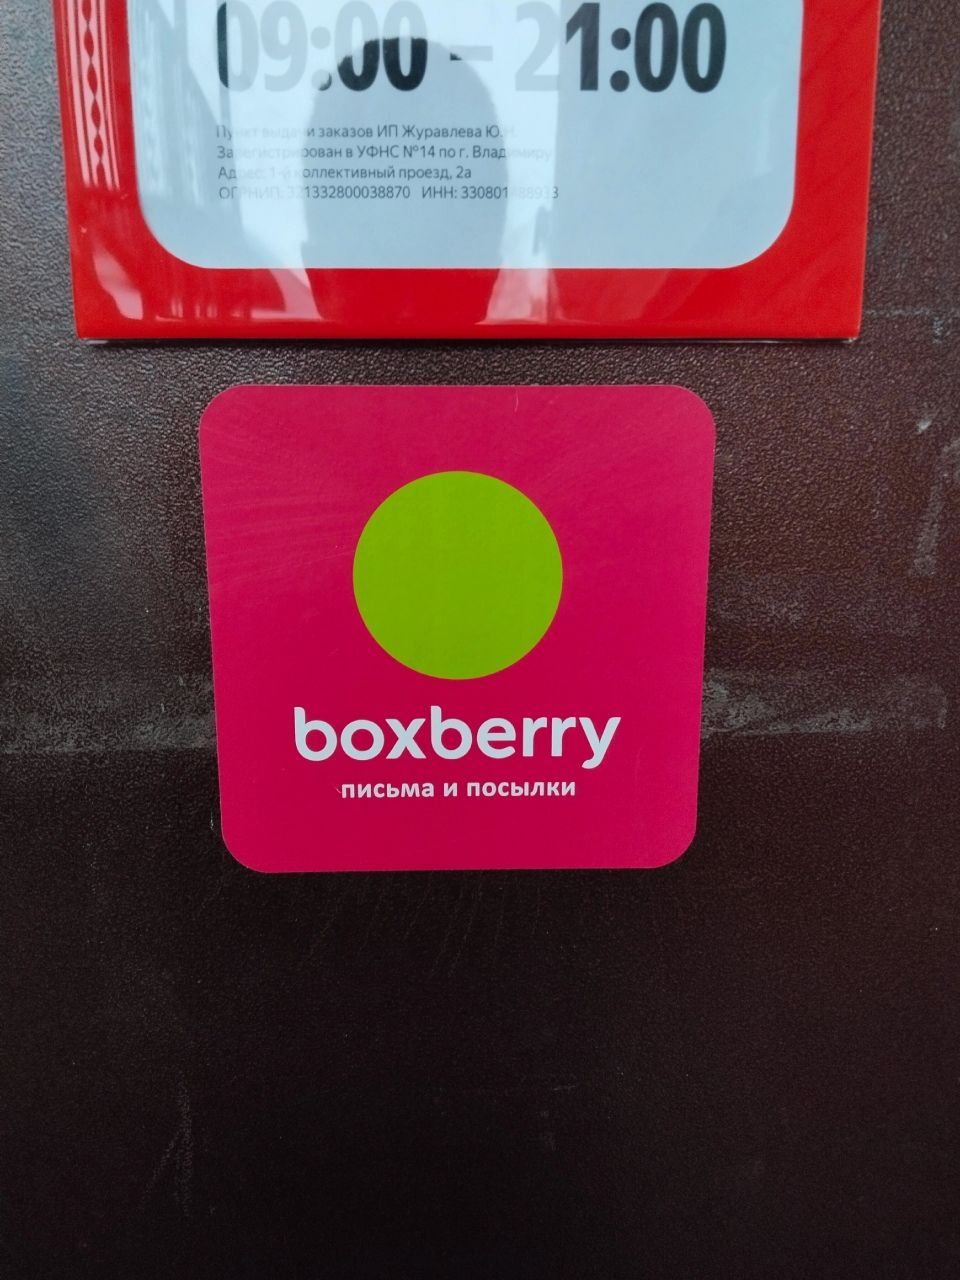 09:00 – 21:00
Пункт выдачи заказов ИП Журавлева Ю.Н.
Зарегистрирован в УФНС №14 по г. Владимиру
Адрес: 1-й коллективный проезд, 2а
ОГРНИП: 321332800038870 ИНН:
boxberry
письма и посылки